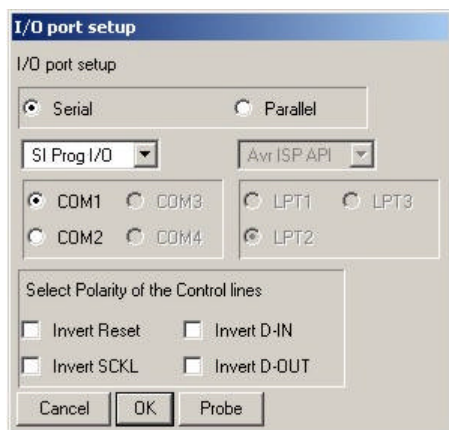 I/O port setup
I/O port setup
Serial Parallel
SI Prog I/O Avr ISP API
COM1 COM3 LPT1 LPT3
COM2 COM4 LPT2
Select Polarity of the Control lines
Invert Reset Invert D-IN
Invert SCKL Invert D-OUT
Cancel OK Probe